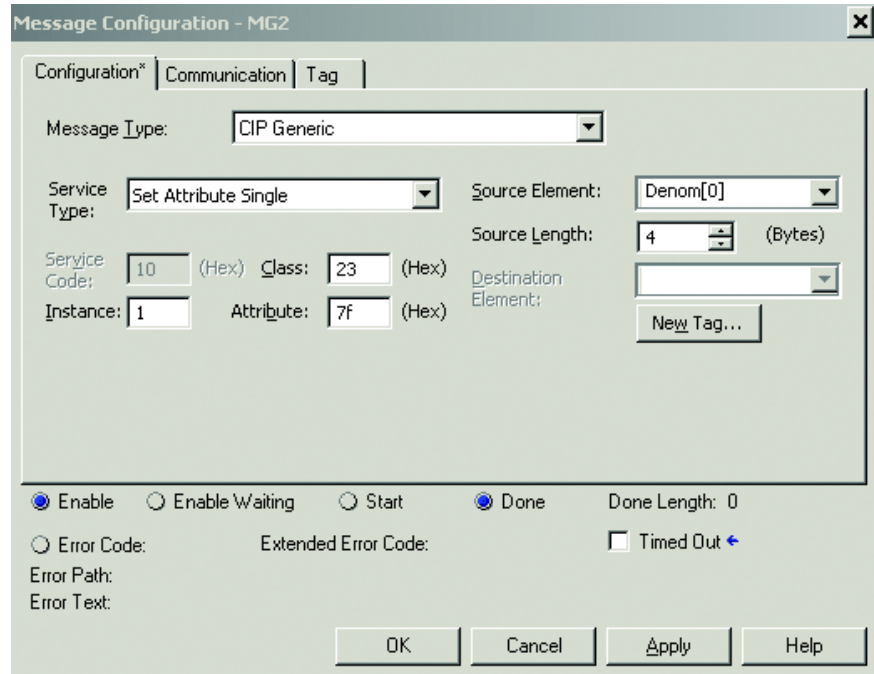 Message Configuration - MG2
Configuration* Communication Tag
Message Type: CIP Generic
Service Type: Set Attribute Single
Source Element: Denom[0]
Source Length: 4 (Bytes)
Service Code: 10 (Hex) Class: 23 (Hex)
Destination Element:
Instance: 1 Attribute: 7f (Hex)
New Tag...
Enable Enable Waiting Start Done Done Length: 0
Error Code: Extended Error Code: Timed Out
Error Path:
Error Text:
OK Cancel Apply Help